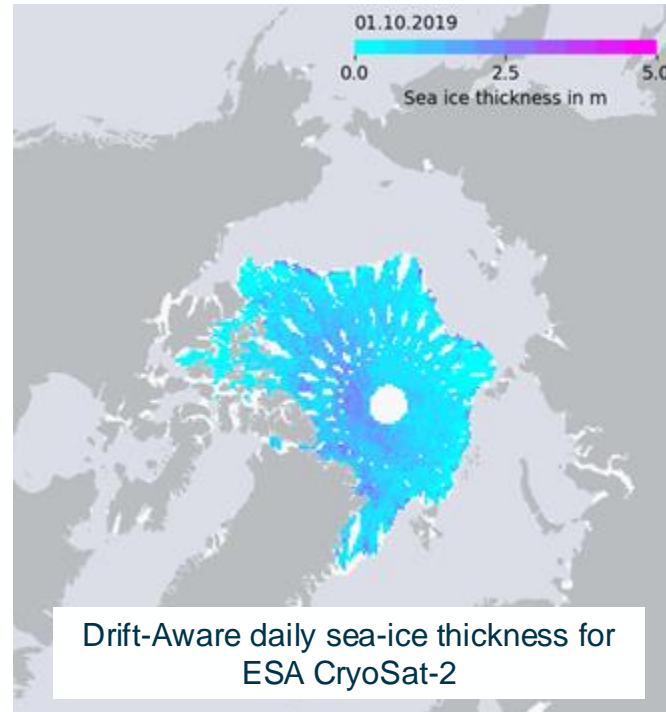 01.10.2019
0.0 2.5 5.0
Sea ice thickness in m
Drift-Aware daily sea-ice thickness for
ESA CryoSat-2